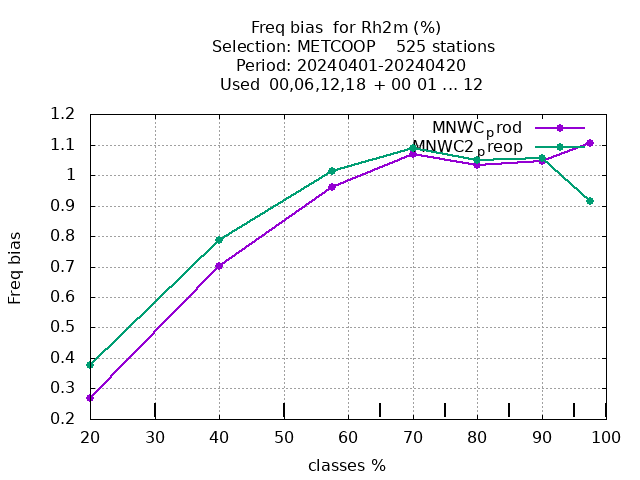 Freq bias  for Rh2m (%)
Selection: METCOOP    525 stations
Period: 20240401-20240420
Used  00,06,12,18 + 00 01 ... 12
MNWC_prod
MNWC2_preop
1.2
1.1
1
0.9
0.8
0.7
0.6
0.5
0.4
0.3
0.2
Freq bias
20 30 40 50 60 70 80 90 100
classes %